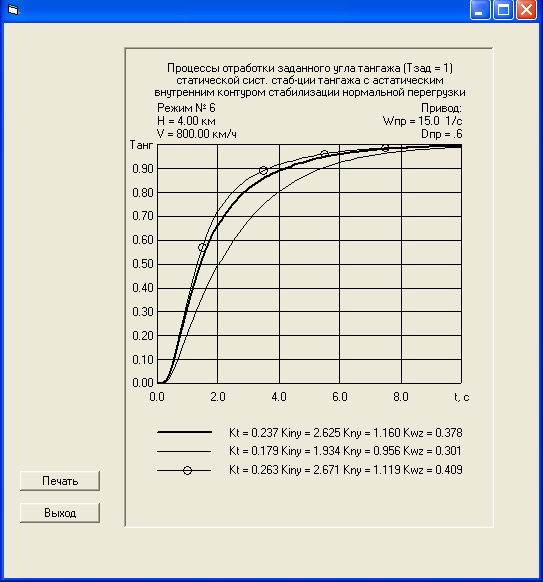 Процессы отработки заданного угла тангажа (Тзад = 1)
статической сист. стаб-ции тангажа с астатическим
внутренним контуром стабилизации нормальной перегрузки
Режим № 6 Привод:
H = 4.00 км Wпр = 15.0 1/с
V = 800.00 км/ч Dпр = .6
Танг
0.90
0.80
0.70
0.60
0.50
0.40
0.30
0.20
0.10
0.00
0.0 2.0 4.0 6.0 8.0 t, с
Kt = 0.237 Kiny = 2.625 Kny = 1.160 Kwz = 0.378
Kt = 0.179 Kiny = 1.934 Kny = 0.956 Kwz = 0.301
Kt = 0.263 Kiny = 2.671 Kny = 1.119 Kwz = 0.409
Печать
Выход